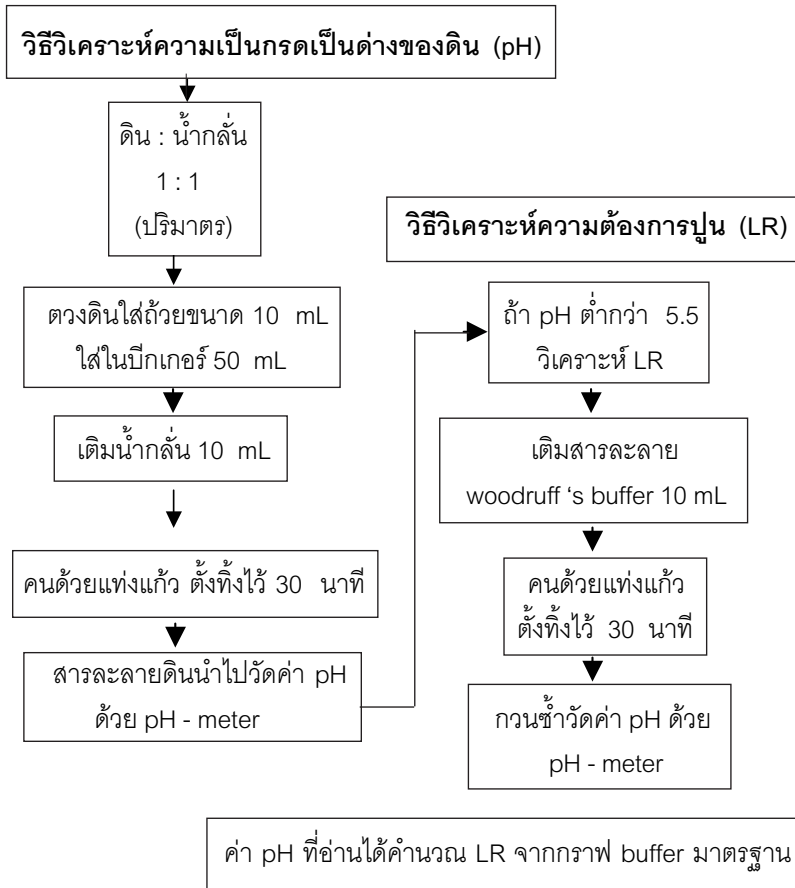 วิธีวิเคราะห์ความเป็นกรดเป็นด่างของดิน (pH)
ดิน : น้ำกลั่น
1 : 1
(ปริมาตร)
ตวงดินใส่ถ้วยขนาด 10 mL
ใส่ในบีกเกอร์ 50 mL
เติมน้ำกลั่น 10 mL
คนด้วยแท่งแก้ว ตั้งทิ้งไว้ 30 นาที
สารละลายดินนำไปวัดค่า pH
ด้วย pH - meter
วิธีวิเคราะห์ความต้องการปูน (LR)
ถ้า pH ต่ำกว่า 5.5
วิเคราะห์ LR
เติมสารละลาย
woodruff ‘s buffer 10 mL
คนด้วยแท่งแก้ว
ตั้งทิ้งไว้ 30 นาที
กวนซ้ำวัดค่า pH ด้วย
pH - meter
ค่า pH ที่อ่านได้คำนวณ LR จากกราฟ buffer มาตรฐาน